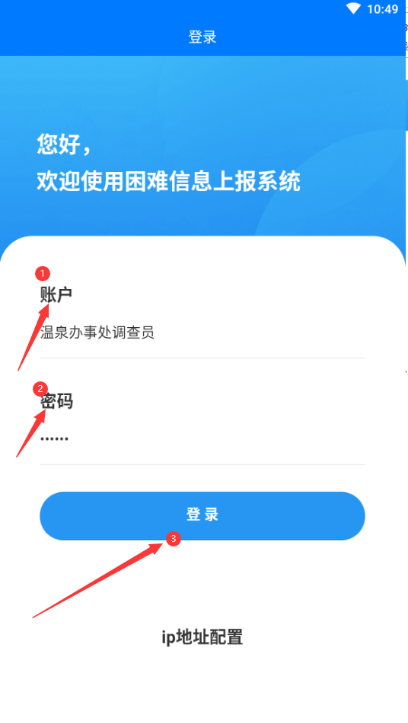 10:49
登录
您好，
欢迎使用困难信息上报系统
1
账户
温泉办事处调查员
2
密码
••••••
登 录
3
ip地址配置